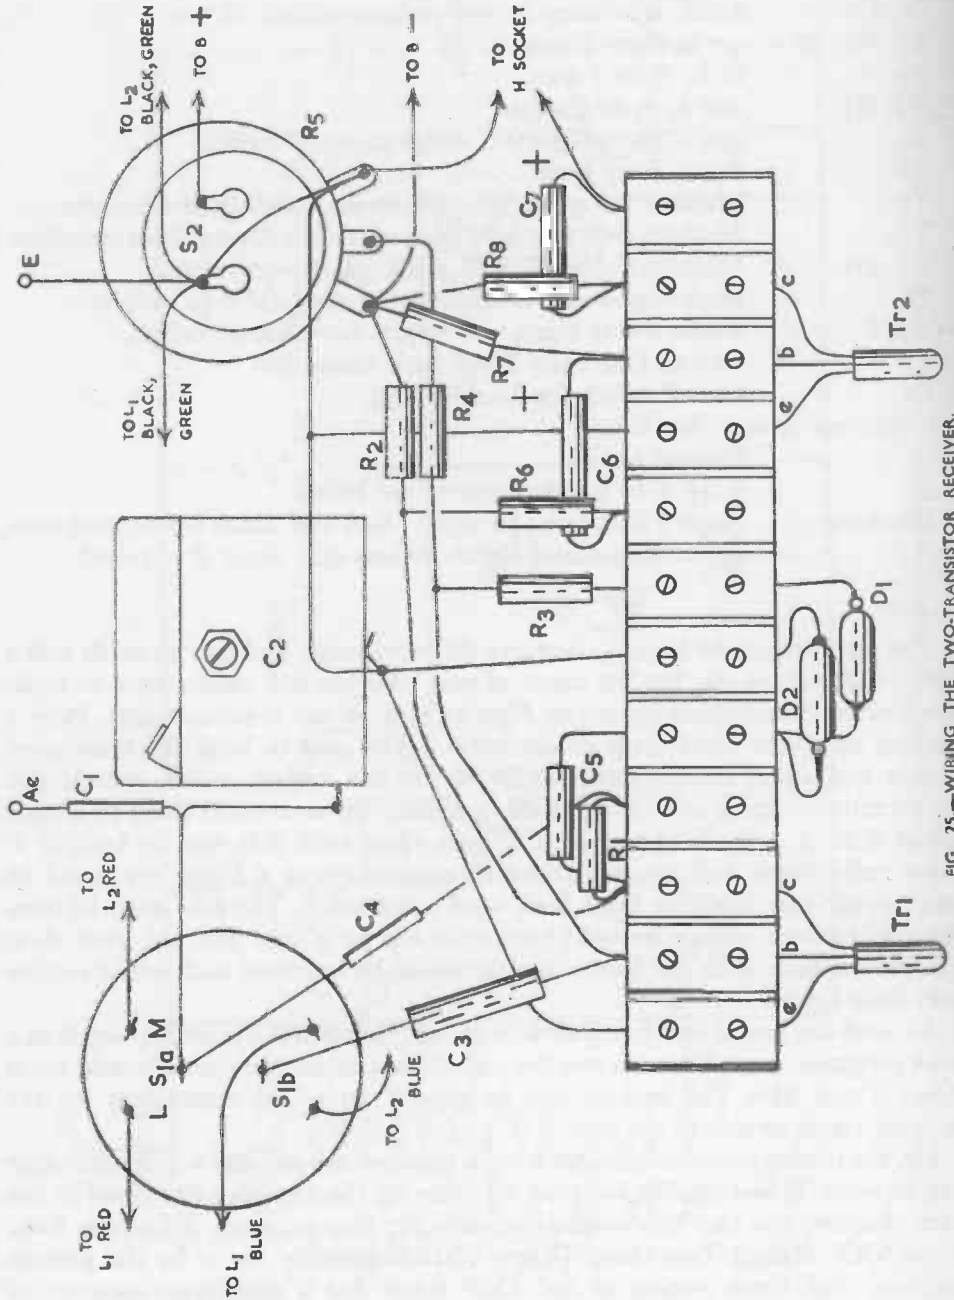 TO L₁ RED
TO L₂ RED
TO L₁ BLUE
TO L₂ BLUE
L
M
S1a
S1b
Ae
C1
C2
C3
C4
TO L₁ BLACK, GREEN
TO L₂ BLACK, GREEN
E
S2
R5
TO B +
TO B −
TO H SOCKET
R2
R4
R7
R8
C7
+
R6
C6
+
R3
C5
R1
D2
D1
e
b
c
Tr1
e
b
c
Tr2
FIG. 25.—WIRING THE TWO-TRANSISTOR RECEIVER.